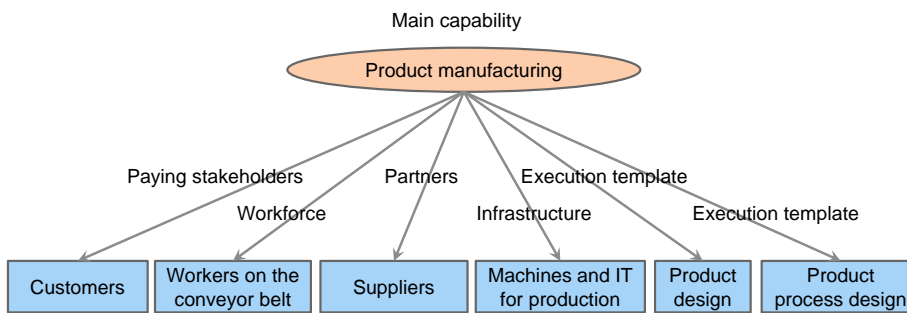 Main capability
Product manufacturing
Paying stakeholders
Partners
Execution template
Workforce
Infrastructure
Execution template
Customers
Workers on the
conveyor belt
Suppliers
Machines and IT
for production
Product
design
Product
process design